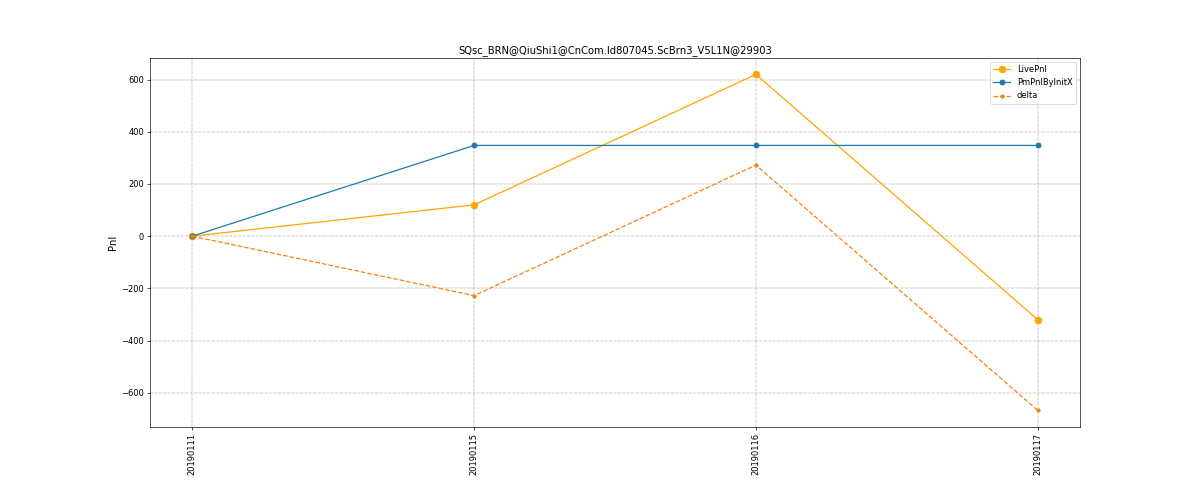 SQsc_BRN@QiuShi1@CnCom.Id807045.ScBrn3_V5L1N@29903
LivePnl
PmPnlByInitX
delta
Pnl
600
400
200
0
−200
−400
−600
20190111
20190115
20190116
20190117